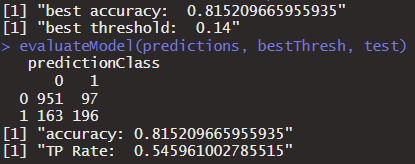 [1] "best accuracy:  0.815209665955935"
[1] "best threshold:  0.14"
> evaluateModel(predictions, bestThresh, test)
   predictionClass
      0   1
  0 951  97
  1 163 196
[1] "accuracy: 0.815209665955935"
[1] "TP Rate:  0.545961002785515"